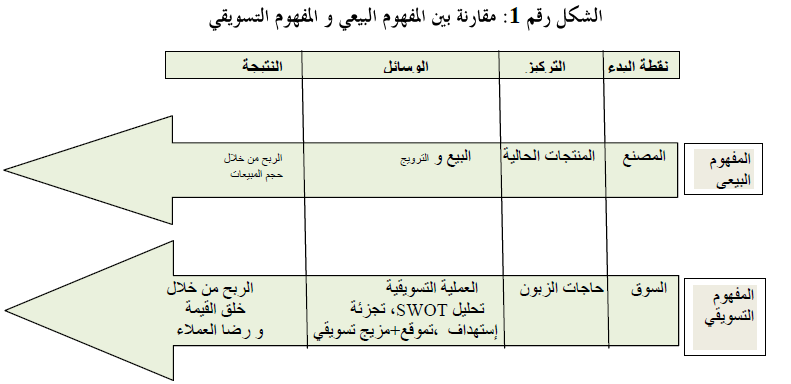 الشكل رقم 1: مقارنة بين المفهوم البيعي و المفهوم التسويقي
نقطة البدء التركيز الوسائل النتيجة
المفهوم
البيعي
المصنع
المنتجات الحالية
البيع و الترويج
الربح من خلال
حجم المبيعات
المفهوم
التسويقي
السوق
حاجات الزبون
العملية التسويقية
تحليل SWOT، تجزئة
إستهداف ،تموقع+مزيج تسويقي
الربح من خلال
خلق القيمة
و رضا العملاء